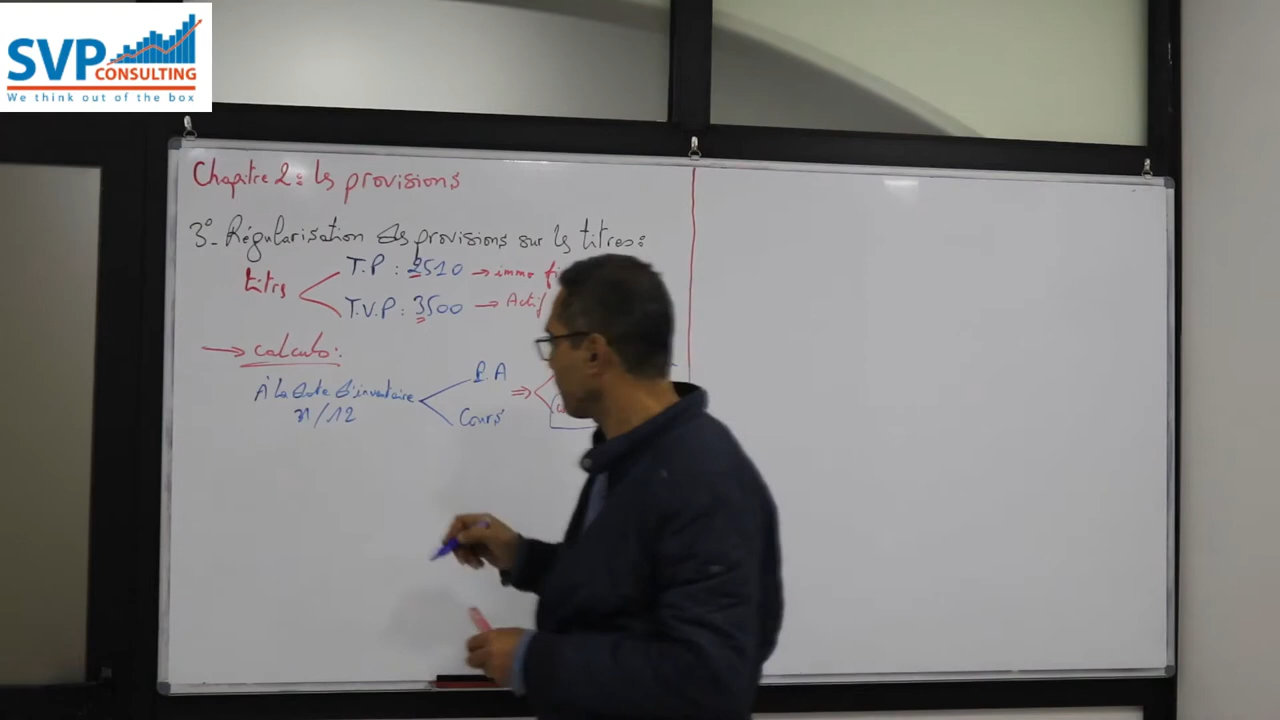 SVP
CONSULTING
We think out of the box
Chapitre 2: les provisions
3°- Régularisation des provisions sur les titres:
titres
T.P : 2510 → immo fi
T.V.P : 3500 → Actif
→ calculs:
À la date d'inventaire
31/12
P.A
Cours
⇒